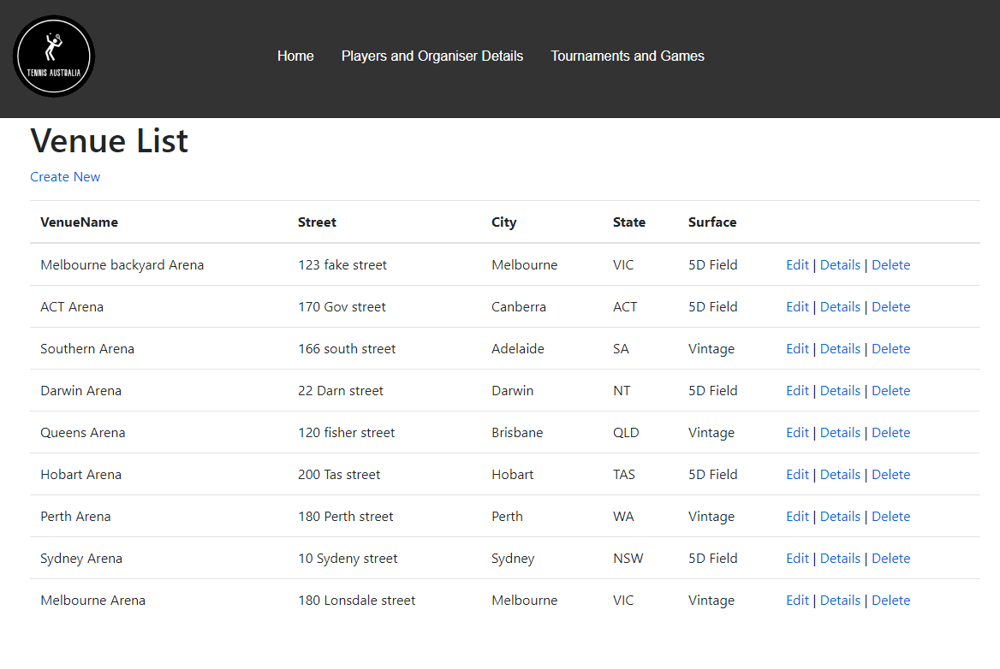 TENNIS AUSTRALIA
Home Players and Organiser Details Tournaments and Games
Venue List
Create New
VenueName Street City State Surface
Melbourne backyard Arena 123 fake street Melbourne VIC 5D Field Edit | Details | Delete
ACT Arena 170 Gov street Canberra ACT 5D Field Edit | Details | Delete
Southern Arena 166 south street Adelaide SA Vintage Edit | Details | Delete
Darwin Arena 22 Darn street Darwin NT 5D Field Edit | Details | Delete
Queens Arena 120 fisher street Brisbane QLD Vintage Edit | Details | Delete
Hobart Arena 200 Tas street Hobart TAS 5D Field Edit | Details | Delete
Perth Arena 180 Perth street Perth WA Vintage Edit | Details | Delete
Sydney Arena 10 Sydeny street Sydney NSW 5D Field Edit | Details | Delete
Melbourne Arena 180 Lonsdale street Melbourne VIC Vintage Edit | Details | Delete